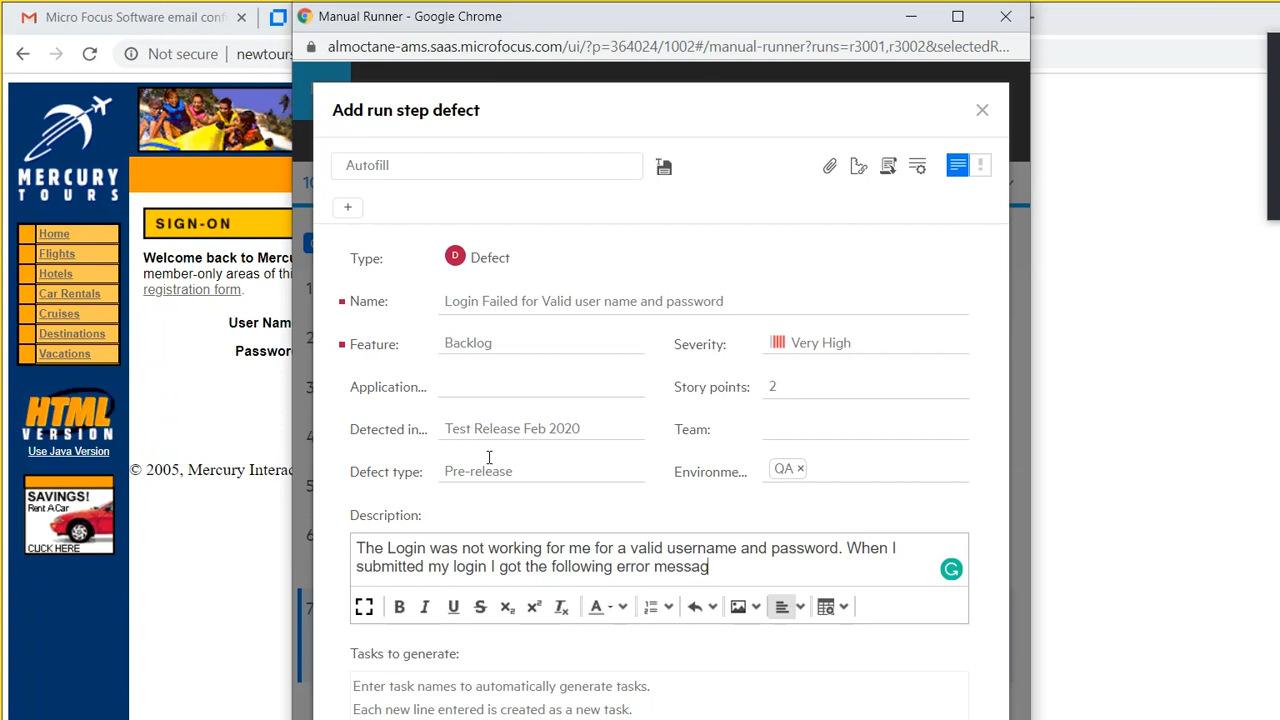 Micro Focus Software email conf
Manual Runner - Google Chrome
Not secure
newtours
almoctane-ams.saas.microfocus.com/ui/?p=364024/1002#/manual-runner?runs=r3001,r3002&selectedR...
MERCURY
TOURS
Home
Flights
Hotels
Car Rentals
Cruises
Destinations
Vacations
HTML
VERSION
Use Java Version
SAVINGS!
Rent A Car
CLICK HERE
SIGN-ON
Welcome back to Mercu
member-only areas of this
registration form.
User Nam
Passwor
© 2005, Mercury Interac
Add run step defect
Autofill
+
Type:
D Defect
Name:
Login Failed for Valid user name and password
Feature:
Backlog
Severity:
Very High
Application...
Story points:
2
Detected in...
Test Release Feb 2020
Team:
Defect type:
Pre-release
Environme...
QA ×
Description:
The Login was not working for me for a valid username and password. When I
submitted my login I got the following error messag
B I U S x₂ x² Tx A
Tasks to generate:
Enter task names to automatically generate tasks.
Each new line entered is created as a new task.